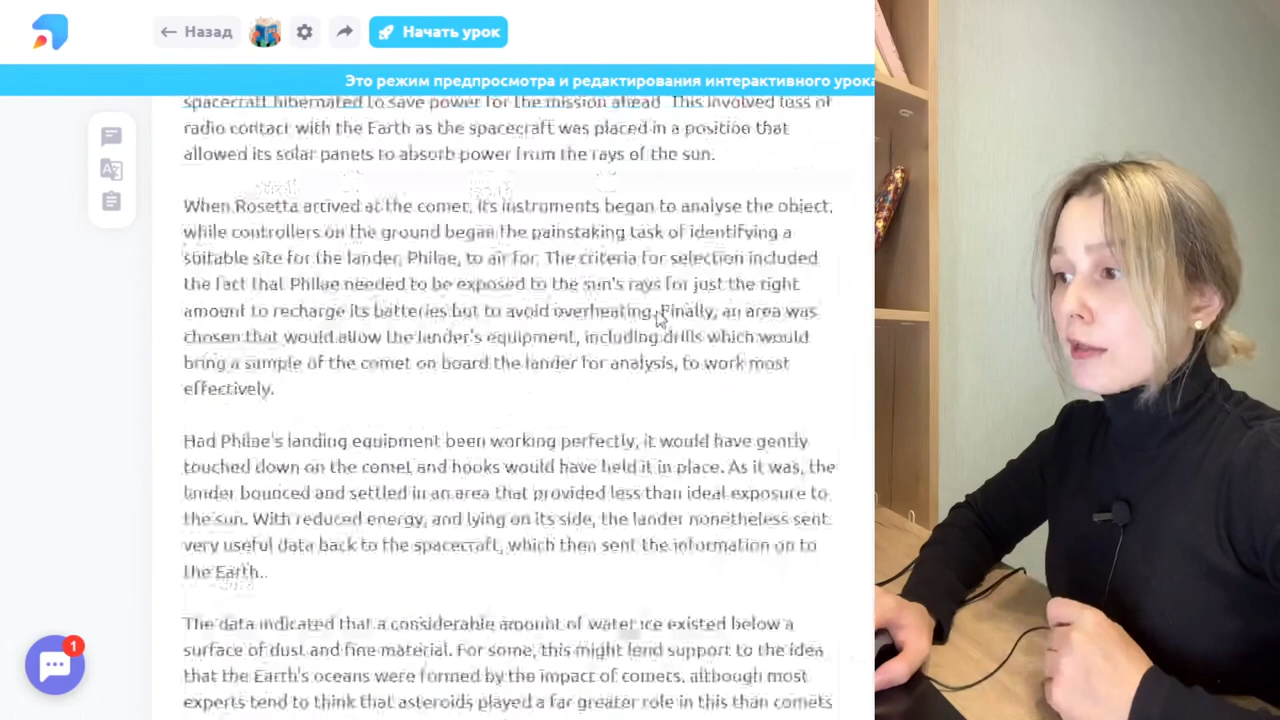 Назад
Начать урок
Это режим предпросмотра и редактирования интерактивного урока
spacecraft hibernated to save power for the mission ahead. This involved loss of
radio contact with the Earth as the spacecraft was placed in a position that
allowed its solar panels to absorb power from the rays of the sun.
When Rosetta arrived at the comet, its instruments began to analyse the object,
while controllers on the ground began the painstaking task of identifying a
suitable site for the lander, Philae, to aim for. The criteria for selection included
the fact that Philae needed to be exposed to the sun's rays for just the right
amount to recharge its batteries but to avoid overheating. Finally, an area was
chosen that would allow the lander's equipment, including drills which would
bring a sample of the comet on board the lander for analysis, to work most
effectively.
Had Philae's landing equipment been working perfectly, it would have gently
touched down on the comet and hooks would have held it in place. As it was, the
lander bounced and settled in an area that provided less than ideal exposure to
the sun. With reduced energy, and lying on its side, the lander nonetheless sent
very useful data back to the spacecraft, which then sent the information on to
the Earth..
The data indicated that a considerable amount of water ice existed below a
surface of dust and fine material. For some, this might lend support to the idea
that the Earth's oceans were formed by the impact of comets, although most
experts tend to think that asteroids played a far greater role in this than comets
1